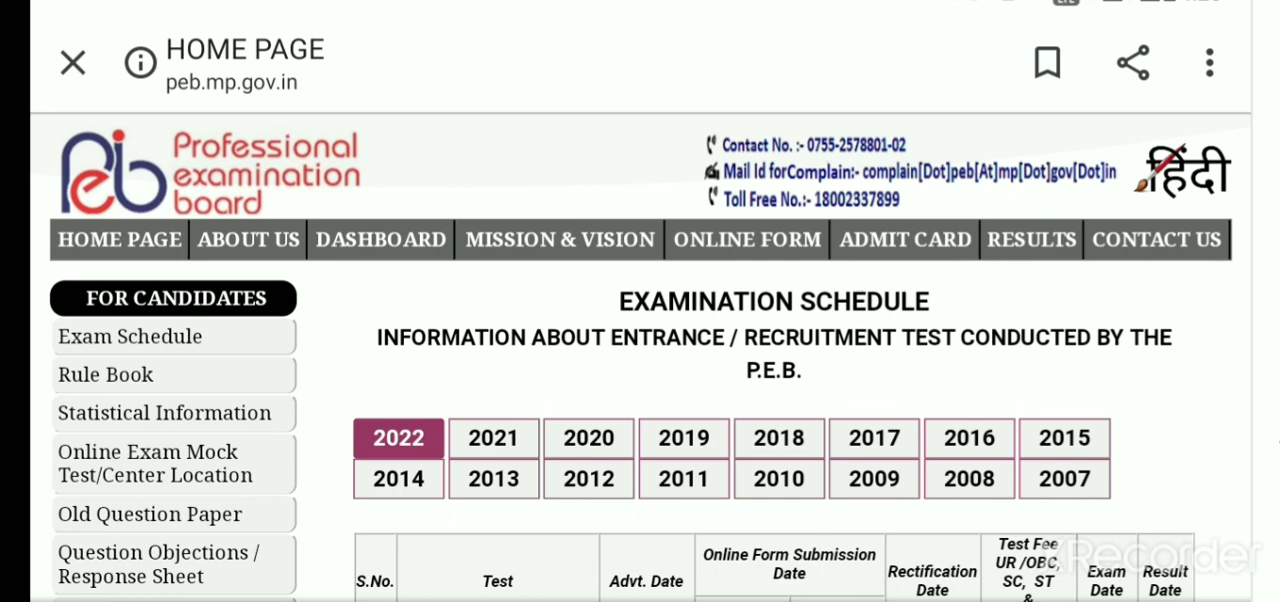 HOME PAGE
peb.mp.gov.in
Professional
examination
board
peb
Contact No. :- 0755-2578801-02
Mail Id forComplain:- complain[Dot]peb[At]mp[Dot]gov[Dot]in
Toll Free No.:- 18002337899
हिंदी
HOME PAGE ABOUT US DASHBOARD MISSION & VISION ONLINE FORM ADMIT CARD RESULTS CONTACT US
FOR CANDIDATES
Exam Schedule
Rule Book
Statistical Information
Online Exam Mock
Test/Center Location
Old Question Paper
Question Objections /
Response Sheet
EXAMINATION SCHEDULE
INFORMATION ABOUT ENTRANCE / RECRUITMENT TEST CONDUCTED BY THE
P.E.B.
2022 2021 2020 2019 2018 2017 2016 2015
2014 2013 2012 2011 2010 2009 2008 2007
S.No.
Test
Advt. Date
Online Form Submission
Date
Rectification
Date
Test Fee
UR /OBC,
SC, ST
&
Exam
Date
Result
Date
Recorder